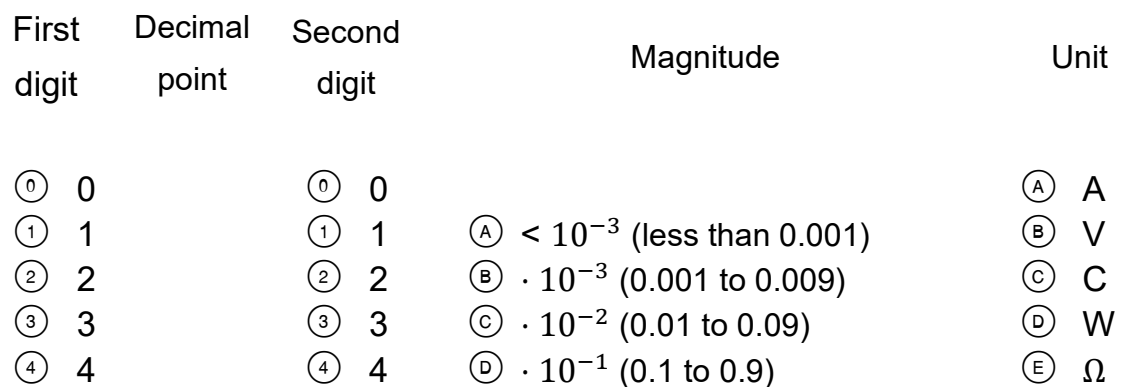 First Decimal Second Magnitude Unit
digit point digit
⓪ 0 ⓪ 0 Ⓐ A
① 1 ① 1 Ⓐ < 10⁻³ (less than 0.001) Ⓑ V
② 2 ② 2 Ⓑ · 10⁻³ (0.001 to 0.009) Ⓒ C
③ 3 ③ 3 Ⓒ · 10⁻² (0.01 to 0.09) Ⓓ W
④ 4 ④ 4 Ⓓ · 10⁻¹ (0.1 to 0.9) Ⓔ Ω